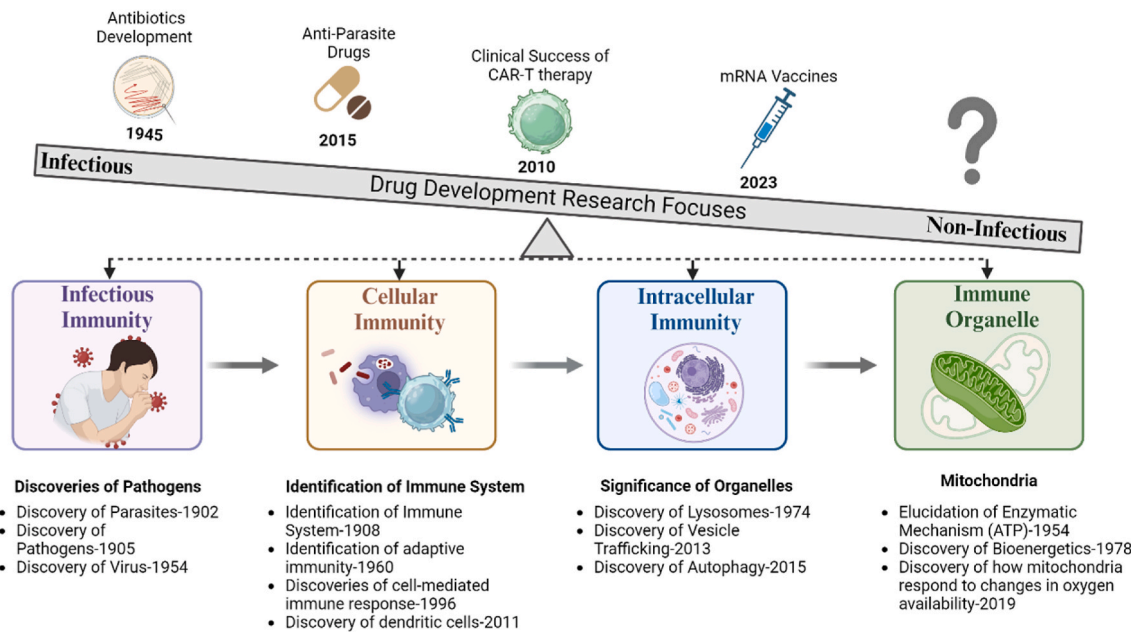 Antibiotics
Development
1945
Anti-Parasite
Drugs
2015
Clinical Success of
CAR-T therapy
2010
mRNA Vaccines
2023
?
Infectious
Drug Development Research Focuses
Non-Infectious
Infectious
Immunity
Cellular
Immunity
Intracellular
Immunity
Immune
Organelle
Discoveries of Pathogens
• Discovery of Parasites-1902
• Discovery of
Pathogens-1905
• Discovery of Virus-1954
Identification of Immune System
• Identification of Immune
System-1908
• Identification of adaptive
immunity-1960
• Discoveries of cell-mediated
immune response-1996
• Discovery of dendritic cells-2011
Significance of Organelles
• Discovery of Lysosomes-1974
• Discovery of Vesicle
Trafficking-2013
• Discovery of Autophagy-2015
Mitochondria
• Elucidation of Enzymatic
Mechanism (ATP)-1954
• Discovery of Bioenergetics-1978
• Discovery of how mitochondria
respond to changes in oxygen
availability-2019